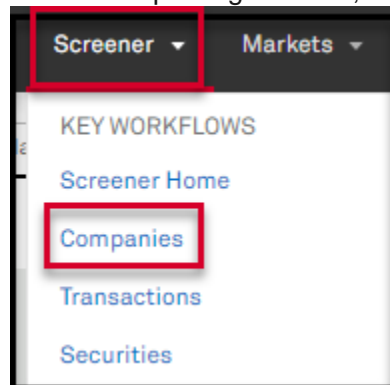 Screener Markets
KEY WORKFLOWS
Screener Home
Companies
Transactions
Securities